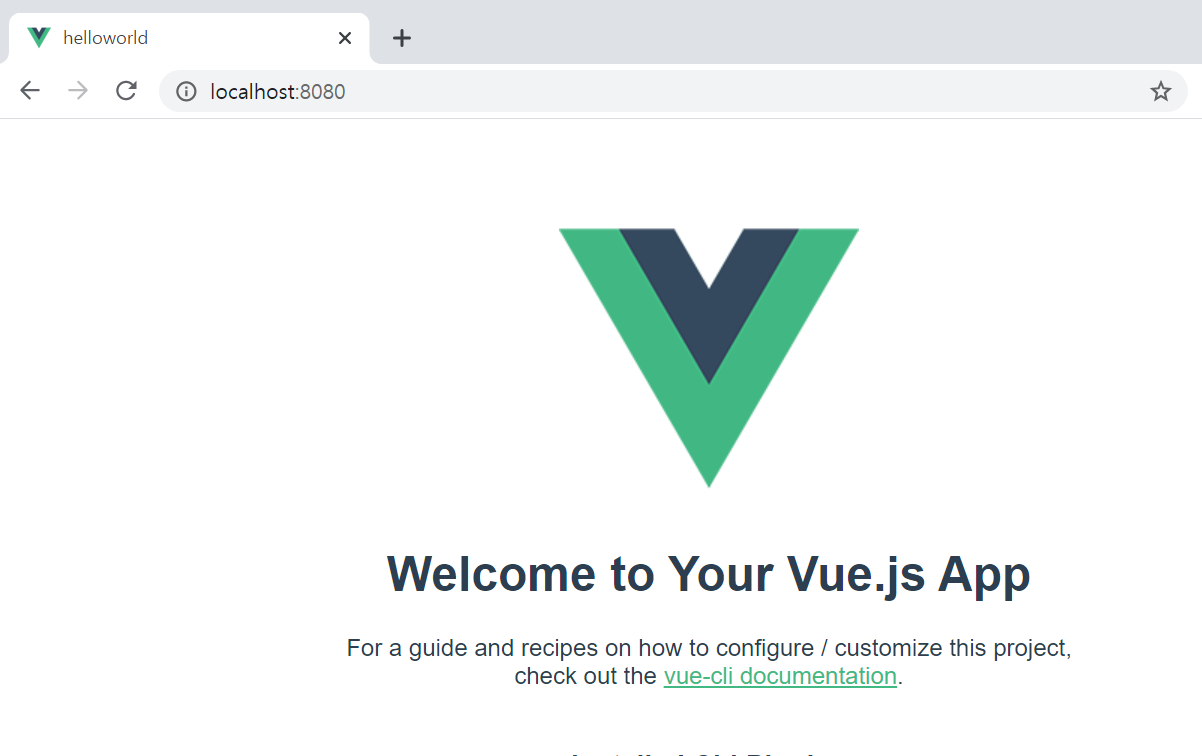 helloworld
localhost:8080
Welcome to Your Vue.js App
For a guide and recipes on how to configure / customize this project,
check out the vue-cli documentation.